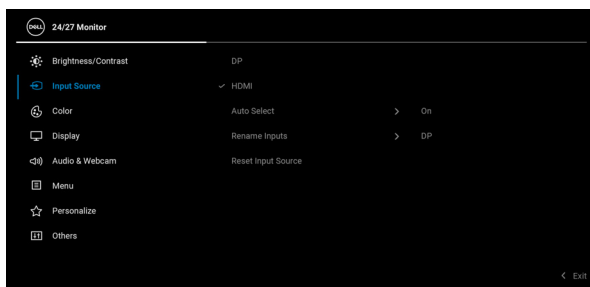 DELL 24/27 Monitor
Brightness/Contrast DP
Input Source ✓ HDMI
Color Auto Select > On
Display Rename Inputs > DP
Audio & Webcam Reset Input Source
Menu
Personalize
Others
< Exit